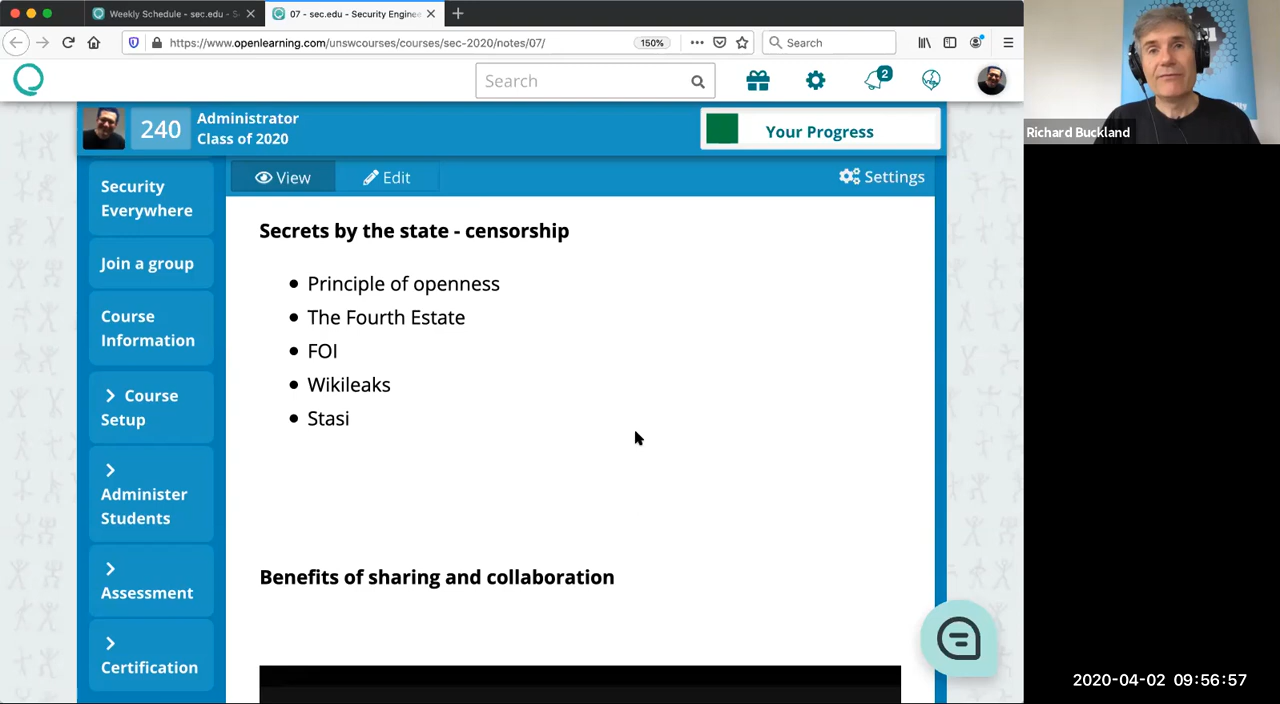 Weekly Schedule - sec.edu - S
07 - sec.edu - Security Engine
https://www.openlearning.com/unswcourses/courses/sec-2020/notes/07/
150%
Search
Search
2
240
Administrator
Class of 2020
Your Progress
View
Edit
Settings
Security
Everywhere
Join a group
Course
Information
Course
Setup
Administer
Students
Assessment
Certification
Secrets by the state - censorship
Principle of openness
The Fourth Estate
FOI
Wikileaks
Stasi
Benefits of sharing and collaboration
Richard Buckland
2020-04-02 09:56:57